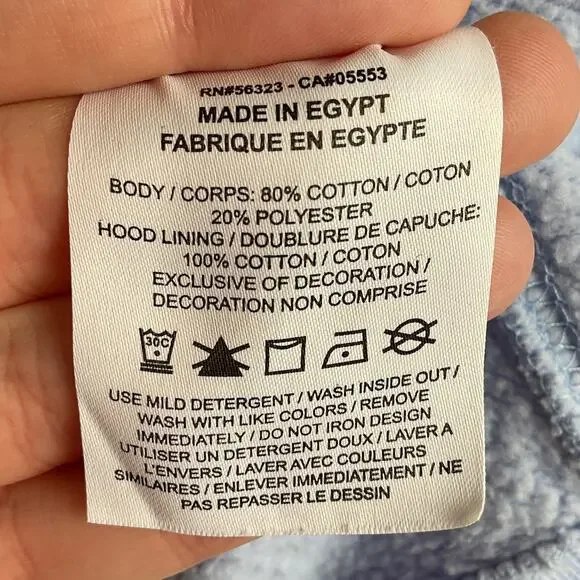 RN#56323 - CA#05553
MADE IN EGYPT
FABRIQUE EN EGYPTE
BODY / CORPS: 80% COTTON / COTON
20% POLYESTER
HOOD LINING / DOUBLURE DE CAPUCHE:
100% COTTON / COTON
EXCLUSIVE OF DECORATION /
DECORATION NON COMPRISE
30C
USE MILD DETERGENT / WASH INSIDE OUT /
WASH WITH LIKE COLORS / REMOVE
IMMEDIATELY / DO NOT IRON DESIGN
UTILISER UN DETERGENT DOUX / LAVER A
L'ENVERS / LAVER AVEC COULEURS
SIMILAIRES / ENLEVER IMMEDIATEMENT / NE
PAS REPASSER LE DESSIN